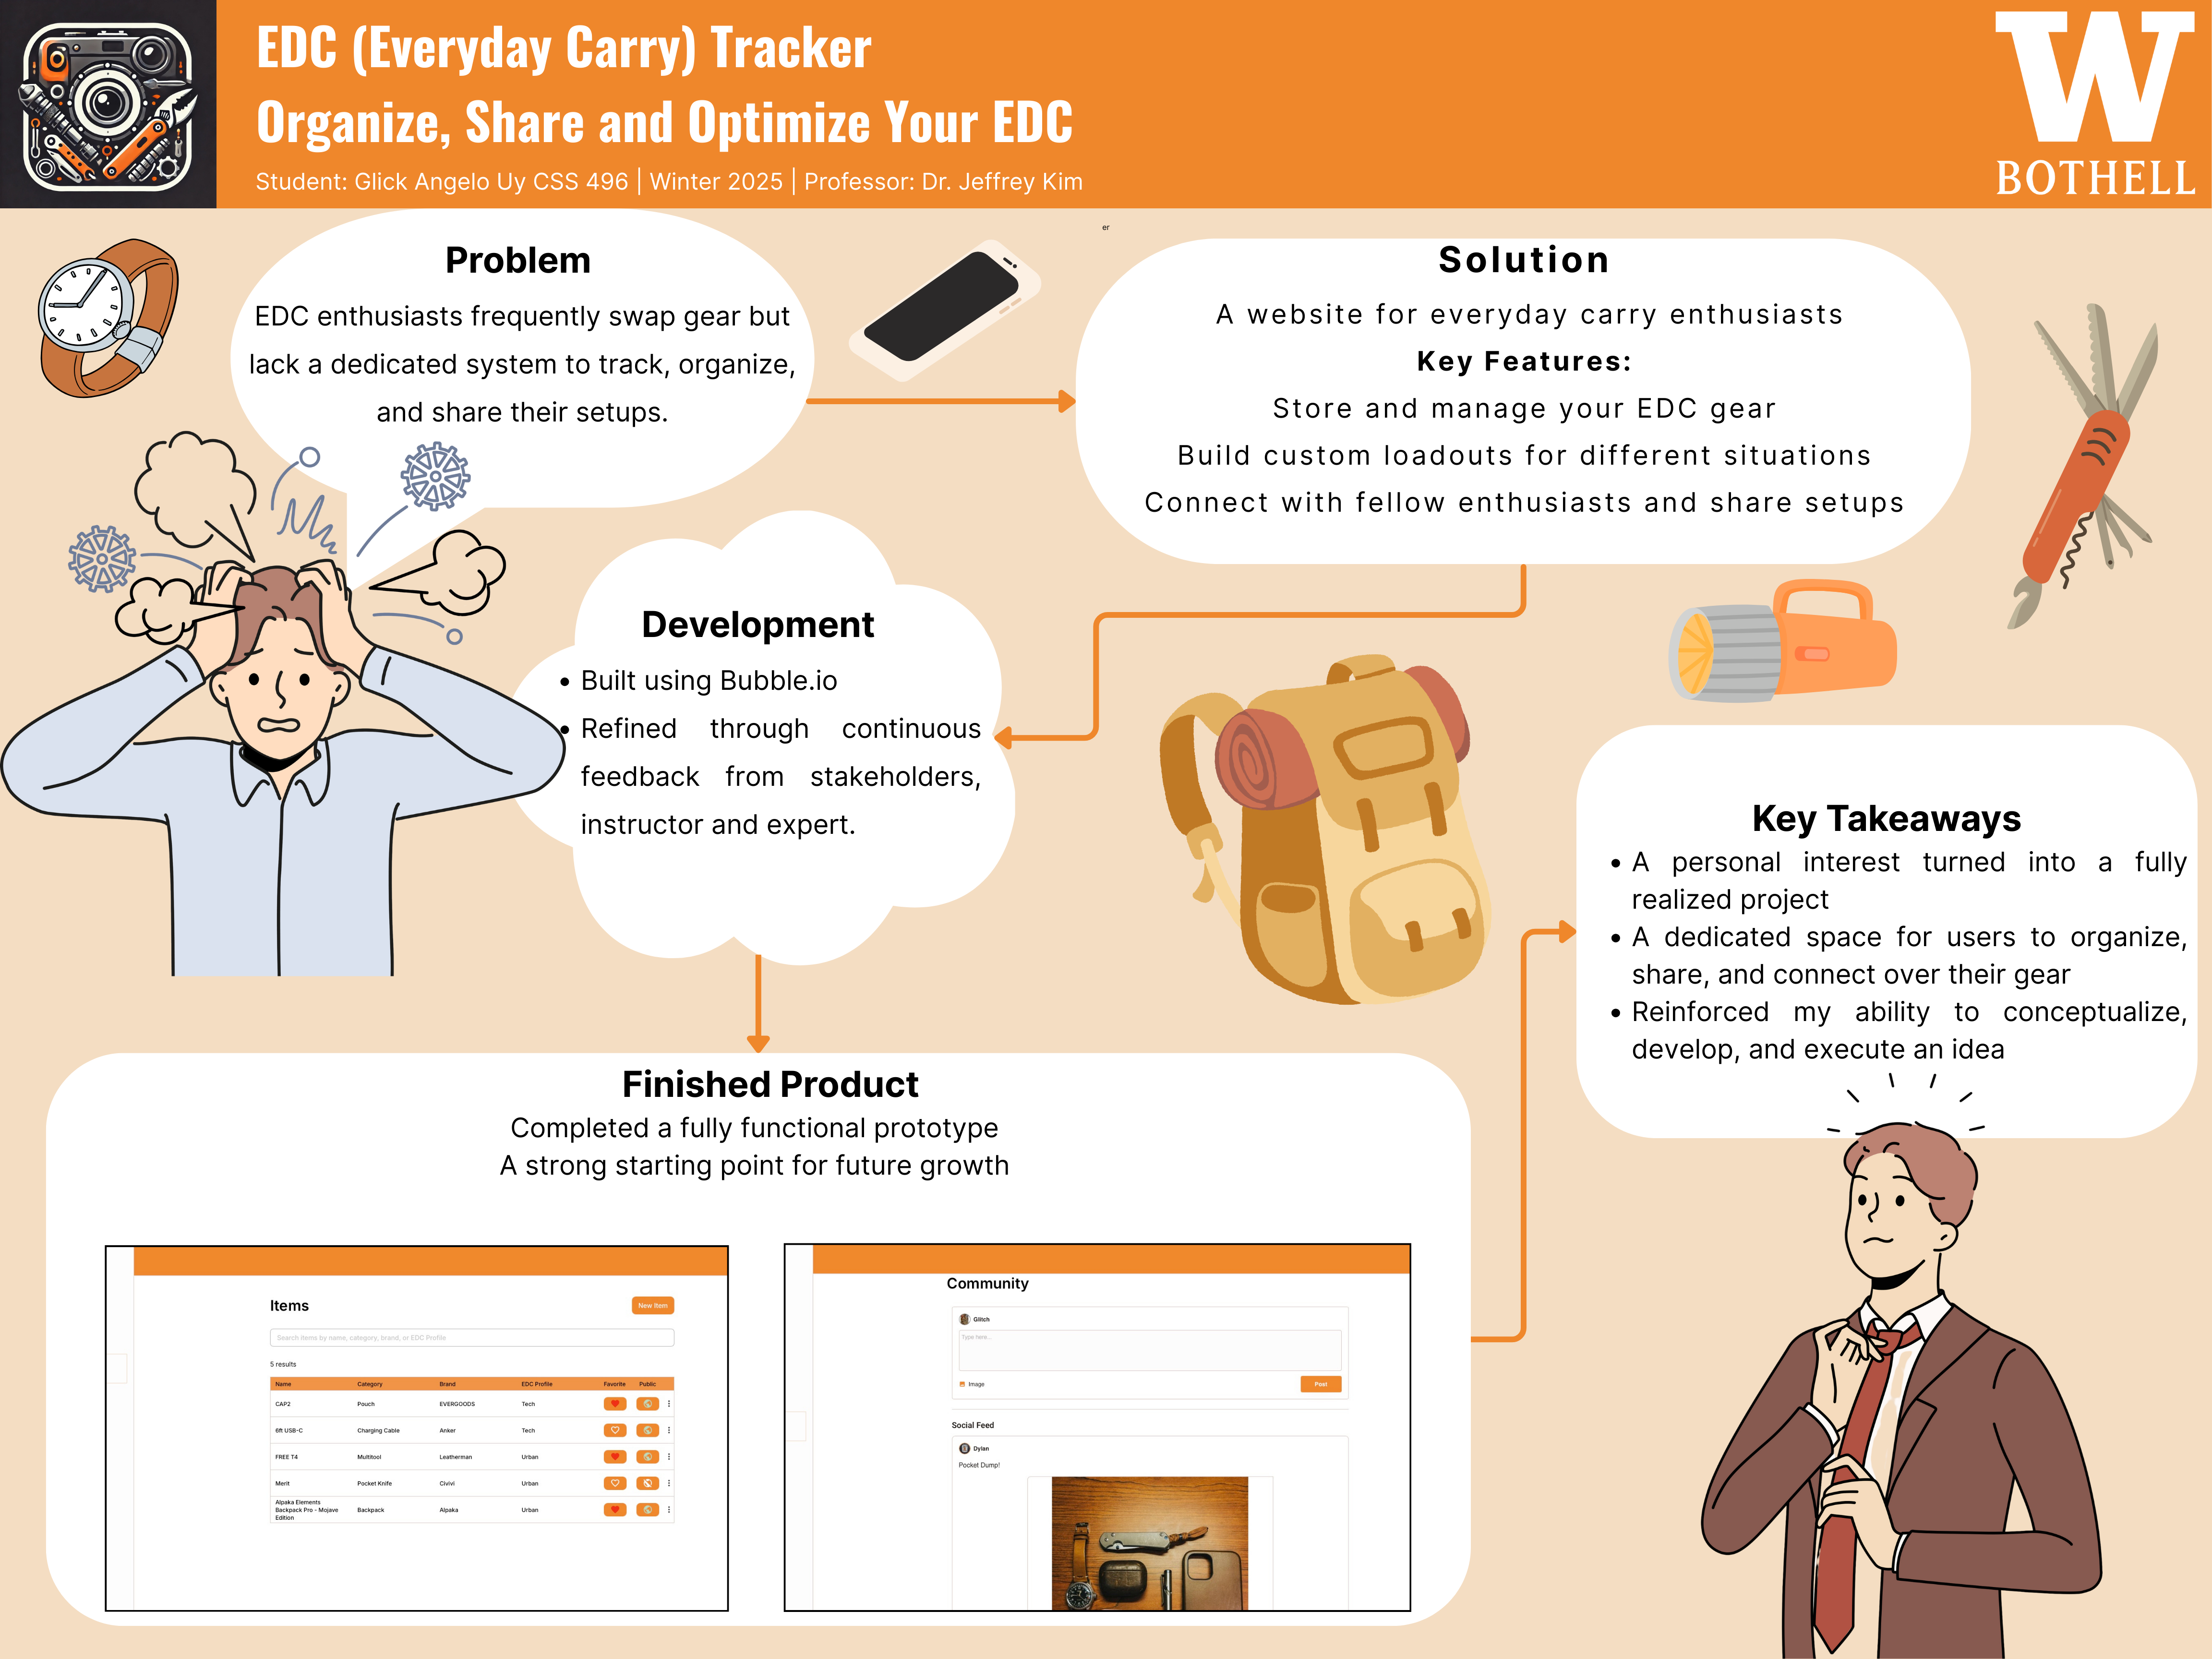 EDC (Everyday Carry) Tracker
Organize, Share and Optimize Your EDC
Student: Glick Angelo Uy CSS 496 | Winter 2025 | Professor: Dr. Jeffrey Kim
W
BOTHELL
er
Problem
EDC enthusiasts frequently swap gear but
lack a dedicated system to track, organize,
and share their setups.
Solution
A website for everyday carry enthusiasts
Key Features:
Store and manage your EDC gear
Build custom loadouts for different situations
Connect with fellow enthusiasts and share setups
Development
• Built using Bubble.io
• Refined through continuous
feedback from stakeholders,
instructor and expert.
Finished Product
Completed a fully functional prototype
A strong starting point for future growth
Items
New Item
Search items by name, category, brand, or EDC Profile
5 results
Name Category Brand EDC Profile Favorite Public
CAP2 Pouch EVERGOODS Tech
6ft USB-C Charging Cable Anker Tech
FREE T4 Multitool Leatherman Urban
Merit Pocket Knife Civivi Urban
Alpaka Elements
Backpack Pro - Mojave
Edition
Backpack Alpaka Urban
Community
Glitch
Type here...
Image
Post
Social Feed
Dylan
Pocket Dump!
Key Takeaways
• A personal interest turned into a fully
realized project
• A dedicated space for users to organize,
share, and connect over their gear
• Reinforced my ability to conceptualize,
develop, and execute an idea